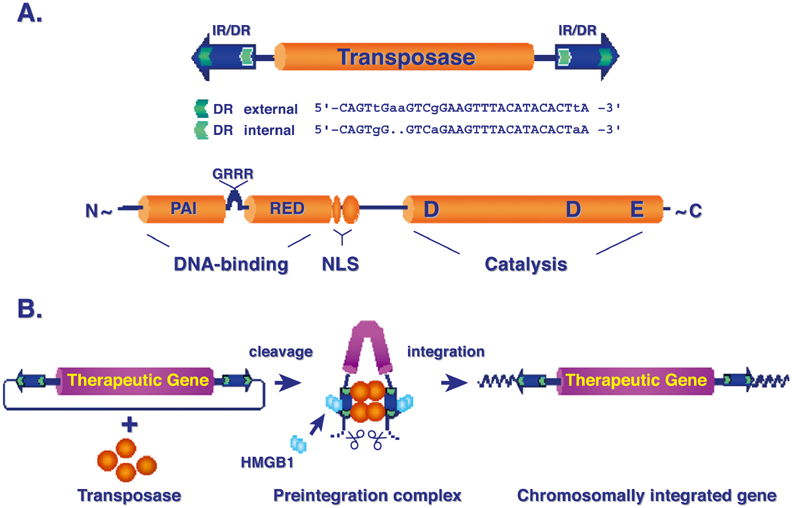 A.
IR/DR
IR/DR
Transposase
DR external 5'-CAGTtGaaGTCgGAAGTTTACATACACTtA -3'
DR internal 5'-CAGTgG..GTCaGAAGTTTACATACACTaA -3'
GRRR
N~ PAI RED D D E ~C
DNA-binding NLS Catalysis
B.
cleavage integration
Therapeutic Gene Therapeutic Gene
+
HMGB1
Transposase Preintegration complex Chromosomally integrated gene